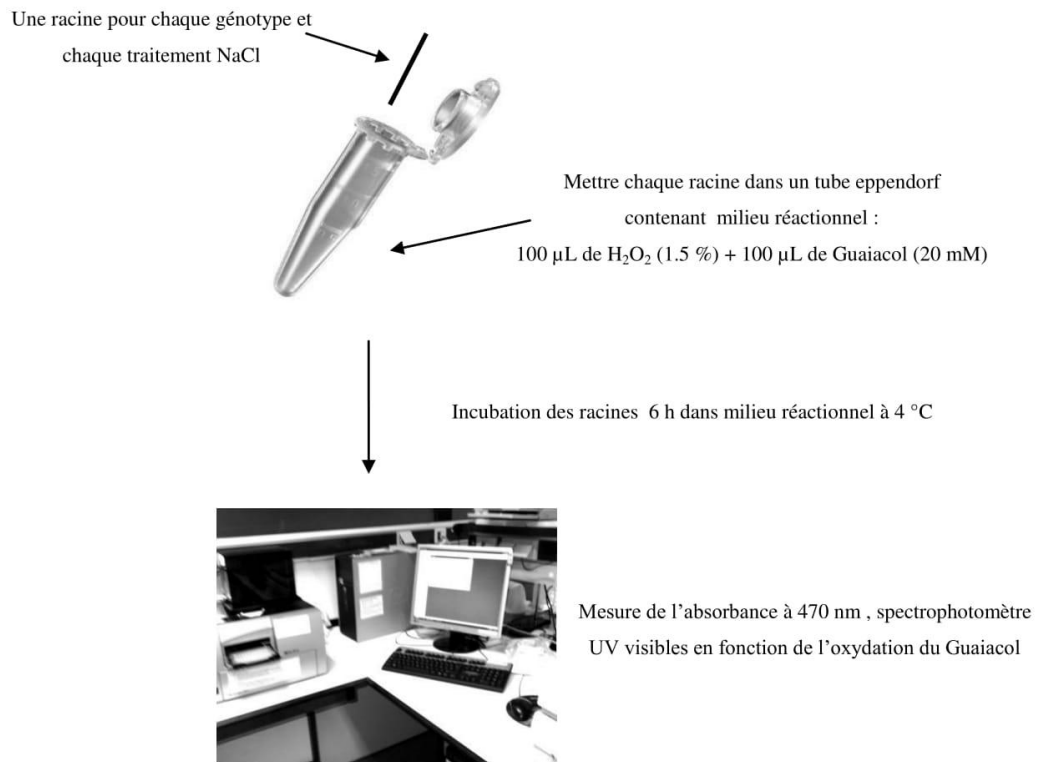 Une racine pour chaque génotype et
chaque traitement NaCl
Mettre chaque racine dans un tube eppendorf
contenant milieu réactionnel :
100 µL de H₂O₂ (1.5 %) + 100 µL de Guaiacol (20 mM)
Incubation des racines 6 h dans milieu réactionnel à 4 °C
Mesure de l’absorbance à 470 nm , spectrophotomètre
UV visibles en fonction de l’oxydation du Guaiacol